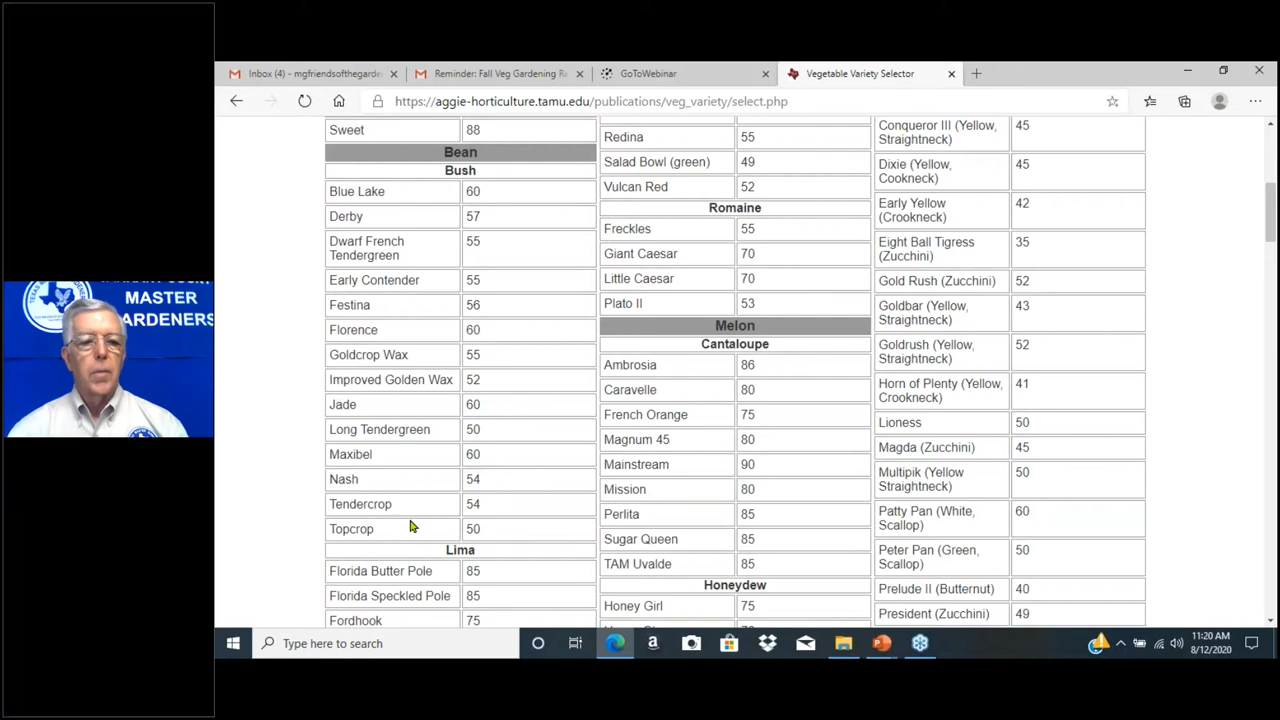 Inbox (4) - mgfriendsofthegarde
Reminder: Fall Veg Gardening Re
GoToWebinar
Vegetable Variety Selector
https://aggie-horticulture.tamu.edu/publications/veg_variety/select.php
Sweet 88
Bean
Bush
Blue Lake 60
Derby 57
Dwarf French
Tendergreen 55
Early Contender 55
Festina 56
Florence 60
Goldcrop Wax 55
Improved Golden Wax 52
Jade 60
Long Tendergreen 50
Maxibel 60
Nash 54
Tendercrop 54
Topcrop 50
Lima
Florida Butter Pole 85
Florida Speckled Pole 85
Fordhook 75
Redina 55
Salad Bowl (green) 49
Vulcan Red 52
Romaine
Freckles 55
Giant Caesar 70
Little Caesar 70
Plato II 53
Melon
Cantaloupe
Ambrosia 86
Caravelle 80
French Orange 75
Magnum 45 80
Mainstream 90
Mission 80
Perlita 85
Sugar Queen 85
TAM Uvalde 85
Honeydew
Honey Girl 75
Conqueror III (Yellow, 45
Straightneck)
Dixie (Yellow, 45
Cookneck)
Early Yellow 42
(Crookneck)
Eight Ball Tigress 35
(Zucchini)
Gold Rush (Zucchini) 52
Goldbar (Yellow, 43
Straightneck)
Goldrush (Yellow, 52
Straightneck)
Horn of Plenty (Yellow, 41
Crookneck)
Lioness 50
Magda (Zucchini) 45
Multipik (Yellow 50
Straightneck)
Patty Pan (White, 60
Scallop)
Peter Pan (Green, 50
Scallop)
Prelude II (Butternut) 40
President (Zucchini) 49
MASTER
GARDENERS
Type here to search
11:20 AM
8/12/2020